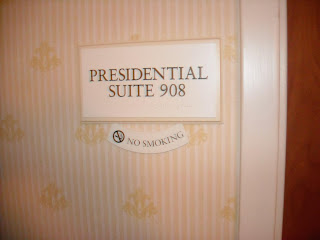 PRESIDENTIAL
SUITE 908
NO SMOKING